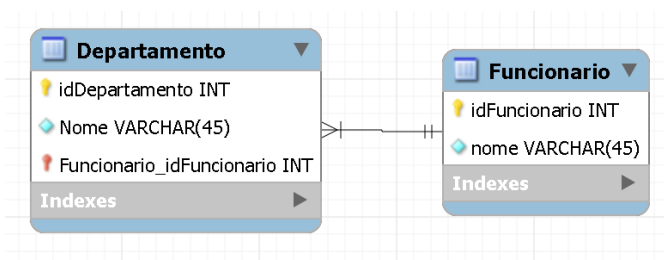 Departamento
idDepartamento INT
Nome VARCHAR(45)
Funcionario_idFuncionario INT
Indexes
Funcionario
idFuncionario INT
nome VARCHAR(45)
Indexes